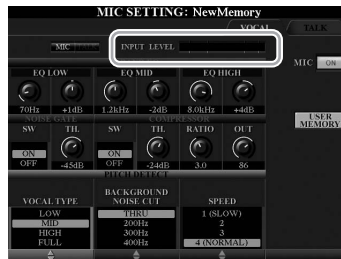 MIC SETTING: NewMemory
VOCAL TALK
MIC INPUT LEVEL
MIC ON
EQ LOW EQ MID EQ HIGH
70Hz +1dB 1.2kHz -2dB 8.0kHz +4dB
NOISE GATE COMPRESSOR
USER MEMORY
SW TH. SW TH. RATIO OUT
ON ON
OFF -45dB OFF -24dB 3.0 86
PITCH DETECT
VOCAL TYPE BACKGROUND NOISE CUT SPEED
LOW THRU 1 (SLOW)
MID 200Hz 2
HIGH 300Hz 3
FULL 400Hz 4 (NORMAL)